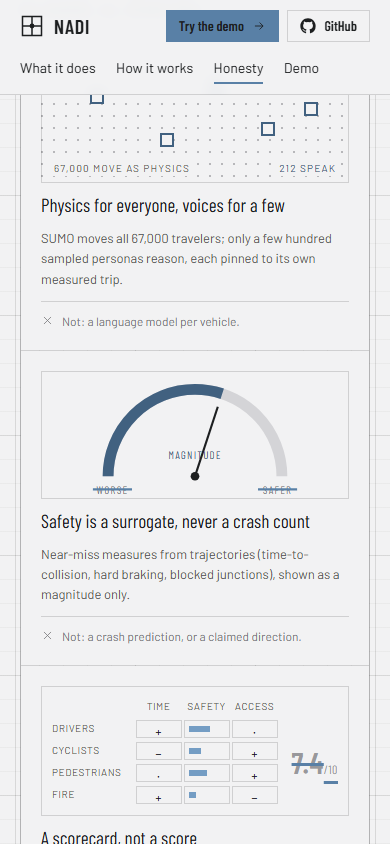 NADI
Try the demo
GitHub
What it does
How it works
Honesty
Demo
67,000 MOVE AS PHYSICS
212 SPEAK
Physics for everyone, voices for a few
SUMO moves all 67,000 travelers; only a few hundred
sampled personas reason, each pinned to its own
measured trip.
Not: a language model per vehicle.
MAGNITUDE
WORSE
SAFER
Safety is a surrogate, never a crash count
Near-miss measures from trajectories (time-to-
collision, hard braking, blocked junctions), shown as a
magnitude only.
Not: a crash prediction, or a claimed direction.
TIME SAFETY ACCESS
DRIVERS + ·
CYCLISTS − +
PEDESTRIANS · +
FIRE + −
7.4/10
A scorecard, not a score